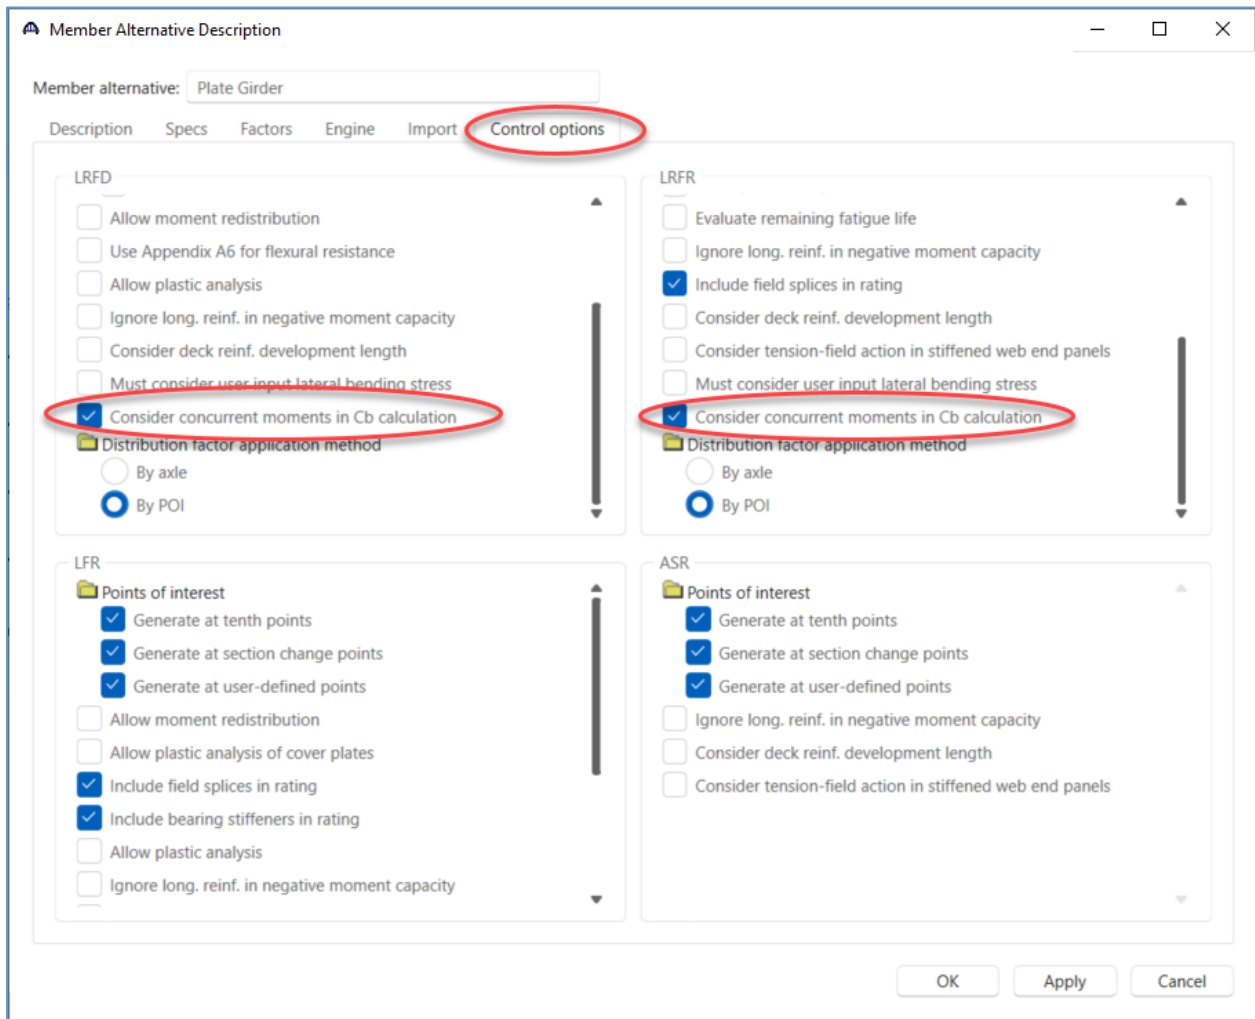 Member Alternative Description
Member alternative: Plate Girder
Description Specs Factors Engine Import Control options
LRFD
Allow moment redistribution
Use Appendix A6 for flexural resistance
Allow plastic analysis
Ignore long. reinf. in negative moment capacity
Consider deck reinf. development length
Must consider user input lateral bending stress
Consider concurrent moments in Cb calculation
Distribution factor application method
By axle
By POI
LRFR
Evaluate remaining fatigue life
Ignore long. reinf. in negative moment capacity
Include field splices in rating
Consider deck reinf. development length
Consider tension-field action in stiffened web end panels
Must consider user input lateral bending stress
Consider concurrent moments in Cb calculation
Distribution factor application method
By axle
By POI
LFR
Points of interest
Generate at tenth points
Generate at section change points
Generate at user-defined points
Allow moment redistribution
Allow plastic analysis of cover plates
Include field splices in rating
Include bearing stiffeners in rating
Allow plastic analysis
Ignore long. reinf. in negative moment capacity
ASR
Points of interest
Generate at tenth points
Generate at section change points
Generate at user-defined points
Ignore long. reinf. in negative moment capacity
Consider deck reinf. development length
Consider tension-field action in stiffened web end panels
OK Apply Cancel